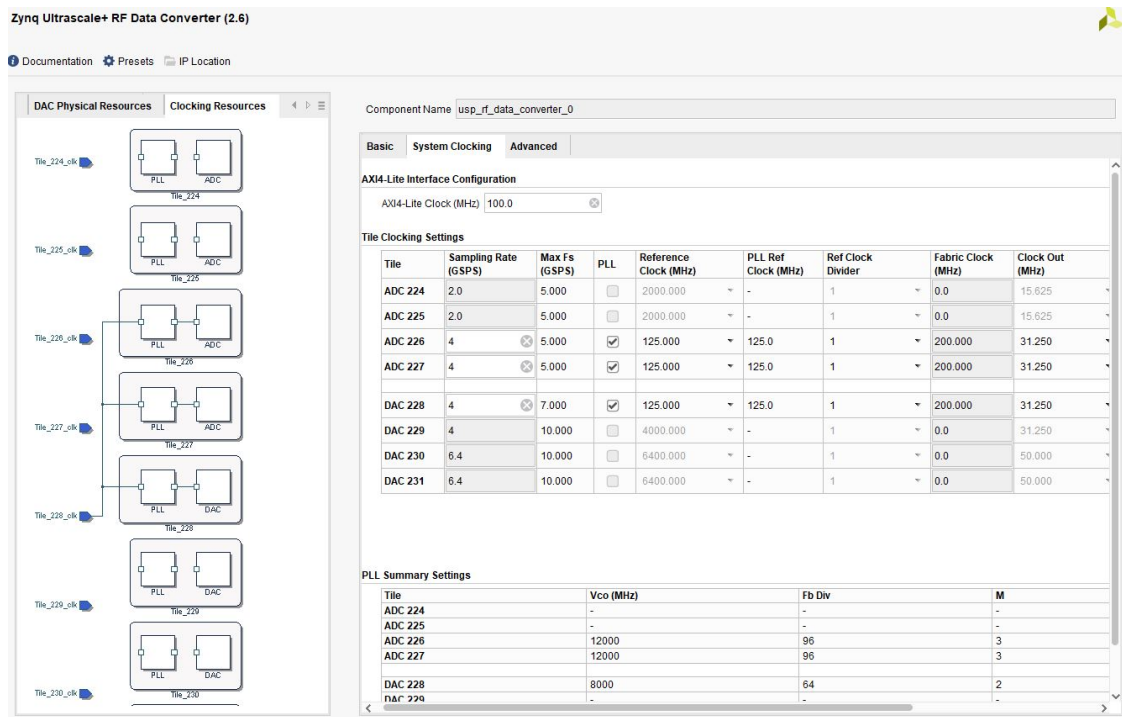 Zynq Ultrascale+ RF Data Converter (2.6)
Documentation Presets IP Location
DAC Physical Resources Clocking Resources
Tile_224_clk
PLL ADC
Tile_224
Tile_225_clk
PLL ADC
Tile_225
Tile_226_clk
PLL ADC
Tile_226
Tile_227_clk
PLL ADC
Tile_227
Tile_228_clk
PLL DAC
Tile_228
Tile_229_clk
PLL DAC
Tile_229
Tile_230_clk
PLL DAC
Tile_230
Component Name usp_rf_data_converter_0
Basic System Clocking Advanced
AXI4-Lite Interface Configuration
AXI4-Lite Clock (MHz) 100.0
Tile Clocking Settings
Tile Sampling Rate (GSPS) Max Fs (GSPS) PLL Reference Clock (MHz) PLL Ref Clock (MHz) Ref Clock Divider Fabric Clock (MHz) Clock Out (MHz)
ADC 224 2.0 5.000 2000.000 - 1 0.0 15.625
ADC 225 2.0 5.000 2000.000 - 1 0.0 15.625
ADC 226 4 5.000 125.000 125.0 1 200.000 31.250
ADC 227 4 5.000 125.000 125.0 1 200.000 31.250
DAC 228 4 7.000 125.000 125.0 1 200.000 31.250
DAC 229 4 10.000 4000.000 - 1 0.0 31.250
DAC 230 6.4 10.000 6400.000 - 1 0.0 50.000
DAC 231 6.4 10.000 6400.000 - 1 0.0 50.000
PLL Summary Settings
Tile Vco (MHz) Fb Div M
ADC 224 - - -
ADC 225 - - -
ADC 226 12000 96 3
ADC 227 12000 96 3
DAC 228 8000 64 2
DAC 229 - - -